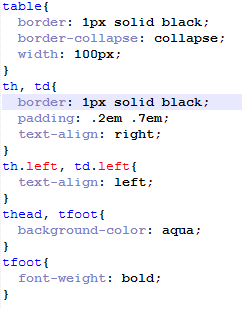 table{
  border: 1px solid black;
  border-collapse: collapse;
  width: 100px;
}
th, td{
  border: 1px solid black;
  padding: .2em .7em;
  text-align: right;
}
th.left, td.left{
  text-align: left;
}
thead, tfoot{
  background-color: aqua;
}
tfoot{
  font-weight: bold;
}